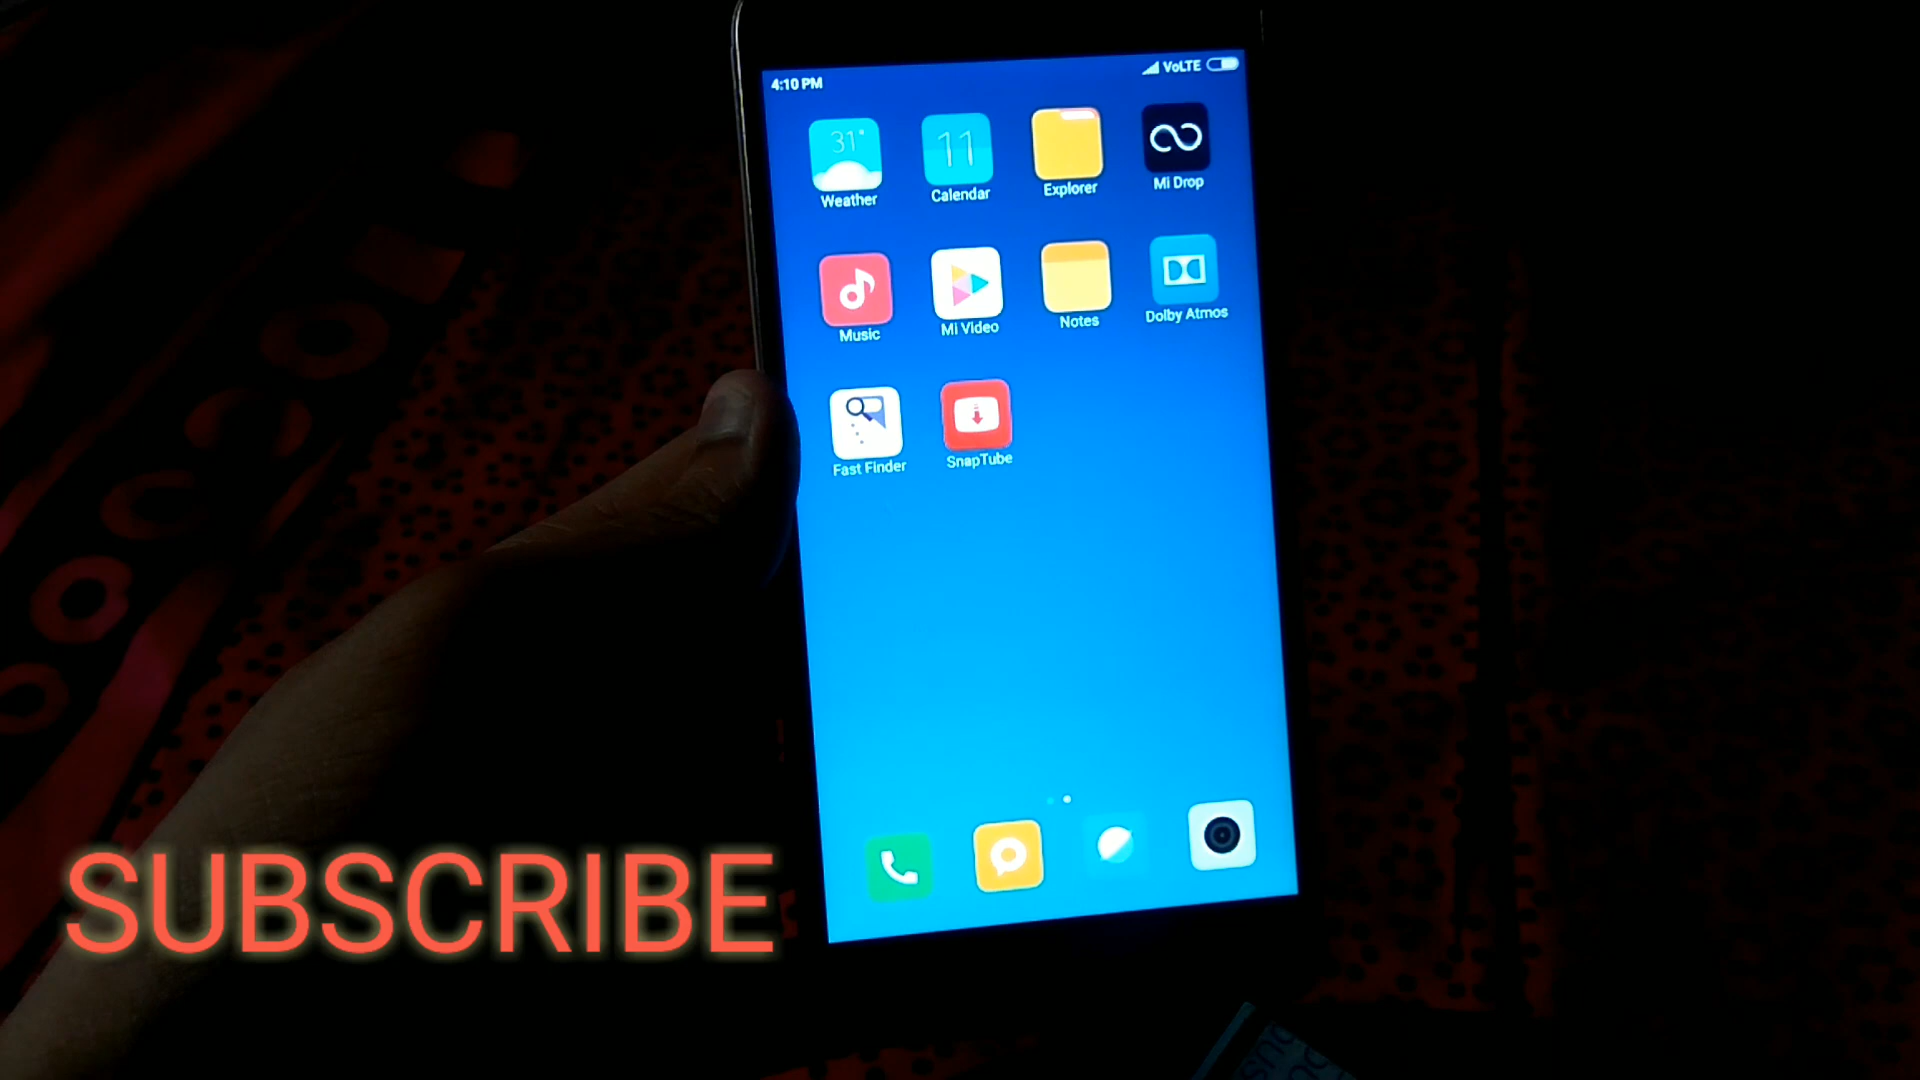 4:10 PM VoLTE
31°
11
Weather Calendar Explorer Mi Drop
Music Mi Video Notes Dolby Atmos
Fast Finder SnapTube
SUBSCRIBE